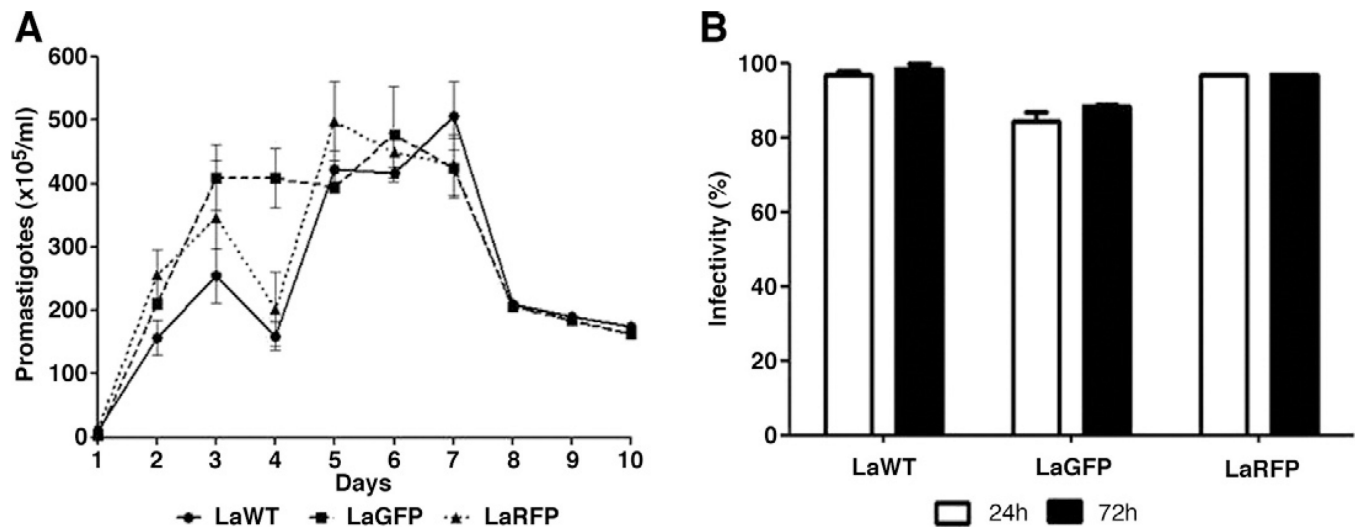 A
Promastigotes (x10⁵/ml)
600
500
400
300
200
100
0
1 2 3 4 5 6 7 8 9 10
Days
LaWT LaGFP LaRFP
B
Infectivity (%)
100
80
60
40
20
0
LaWT LaGFP LaRFP
24h 72h